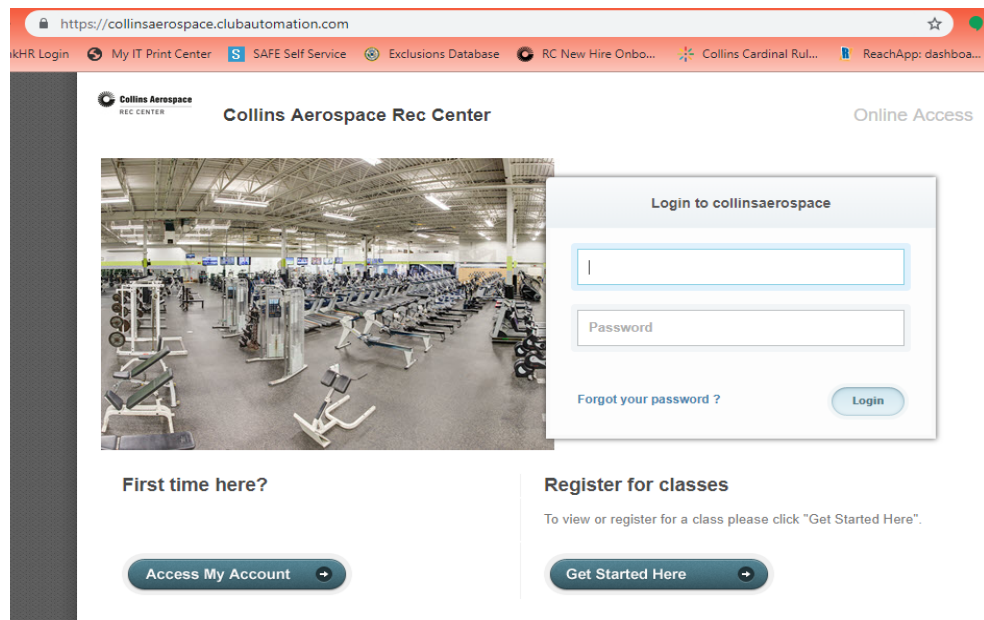 https://collinsaerospace.clubautomation.com
nkHR Login My IT Print Center S SAFE Self Service Exclusions Database RC New Hire Onbo... Collins Cardinal Rul... R ReachApp: dashboa...
Collins Aerospace
REC CENTER
Collins Aerospace Rec Center
Online Access
Login to collinsaerospace
Password
Forgot your password ?
Login
First time here?
Register for classes
To view or register for a class please click "Get Started Here".
Access My Account
Get Started Here